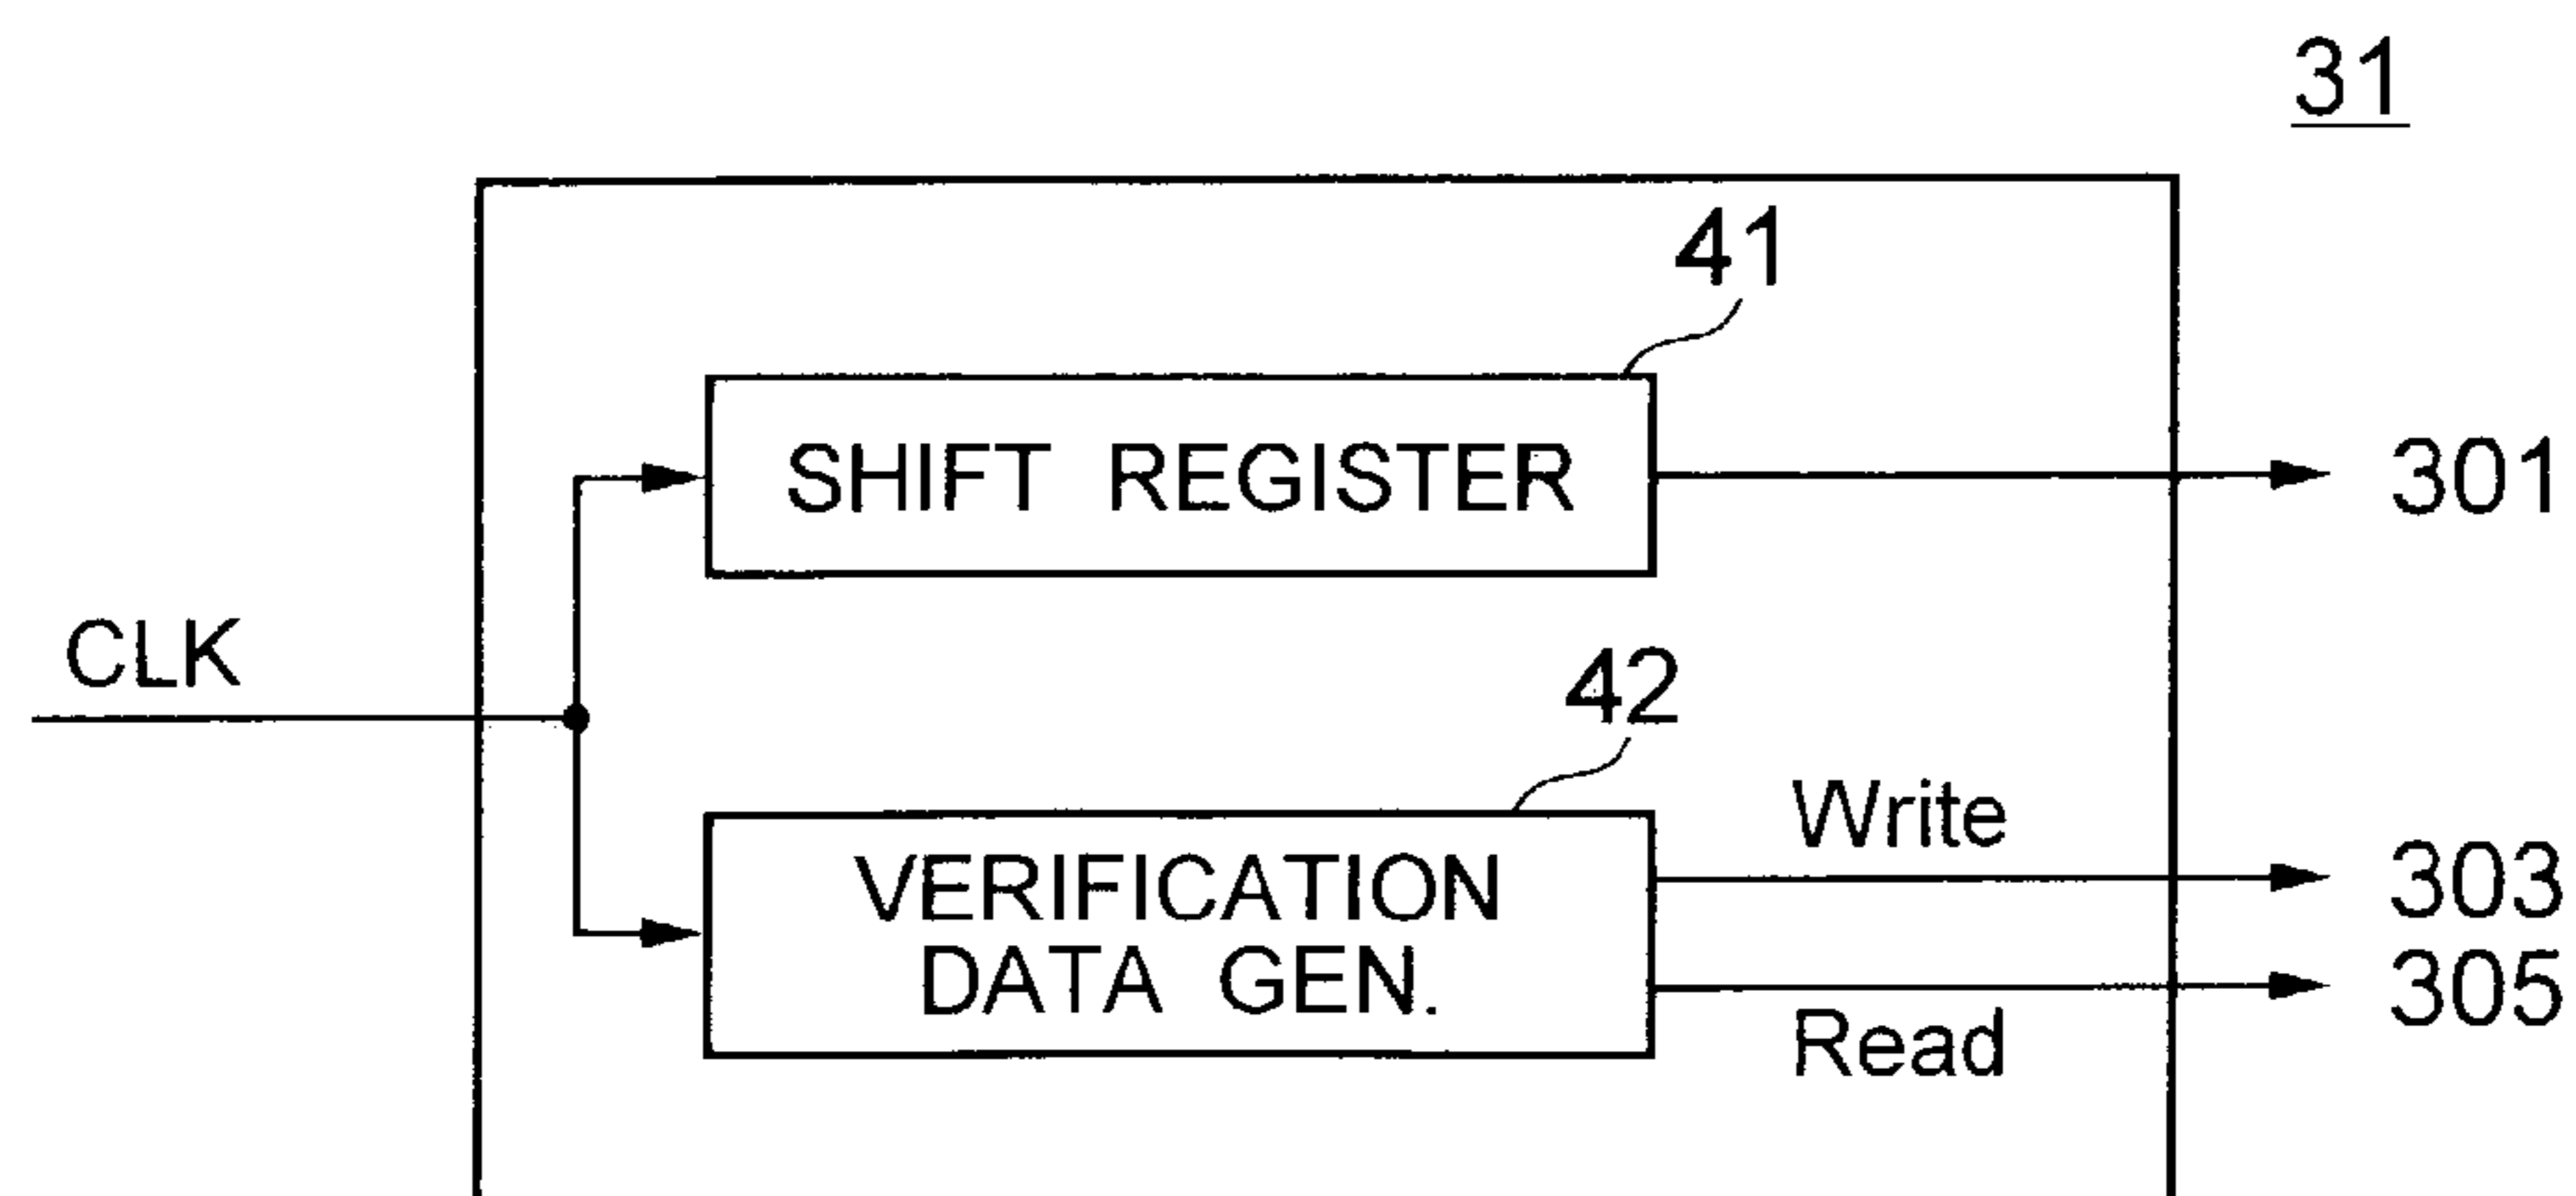 31
41
SHIFT REGISTER
301
CLK
42
Write
VERIFICATION
303
DATA GEN.
305
Read